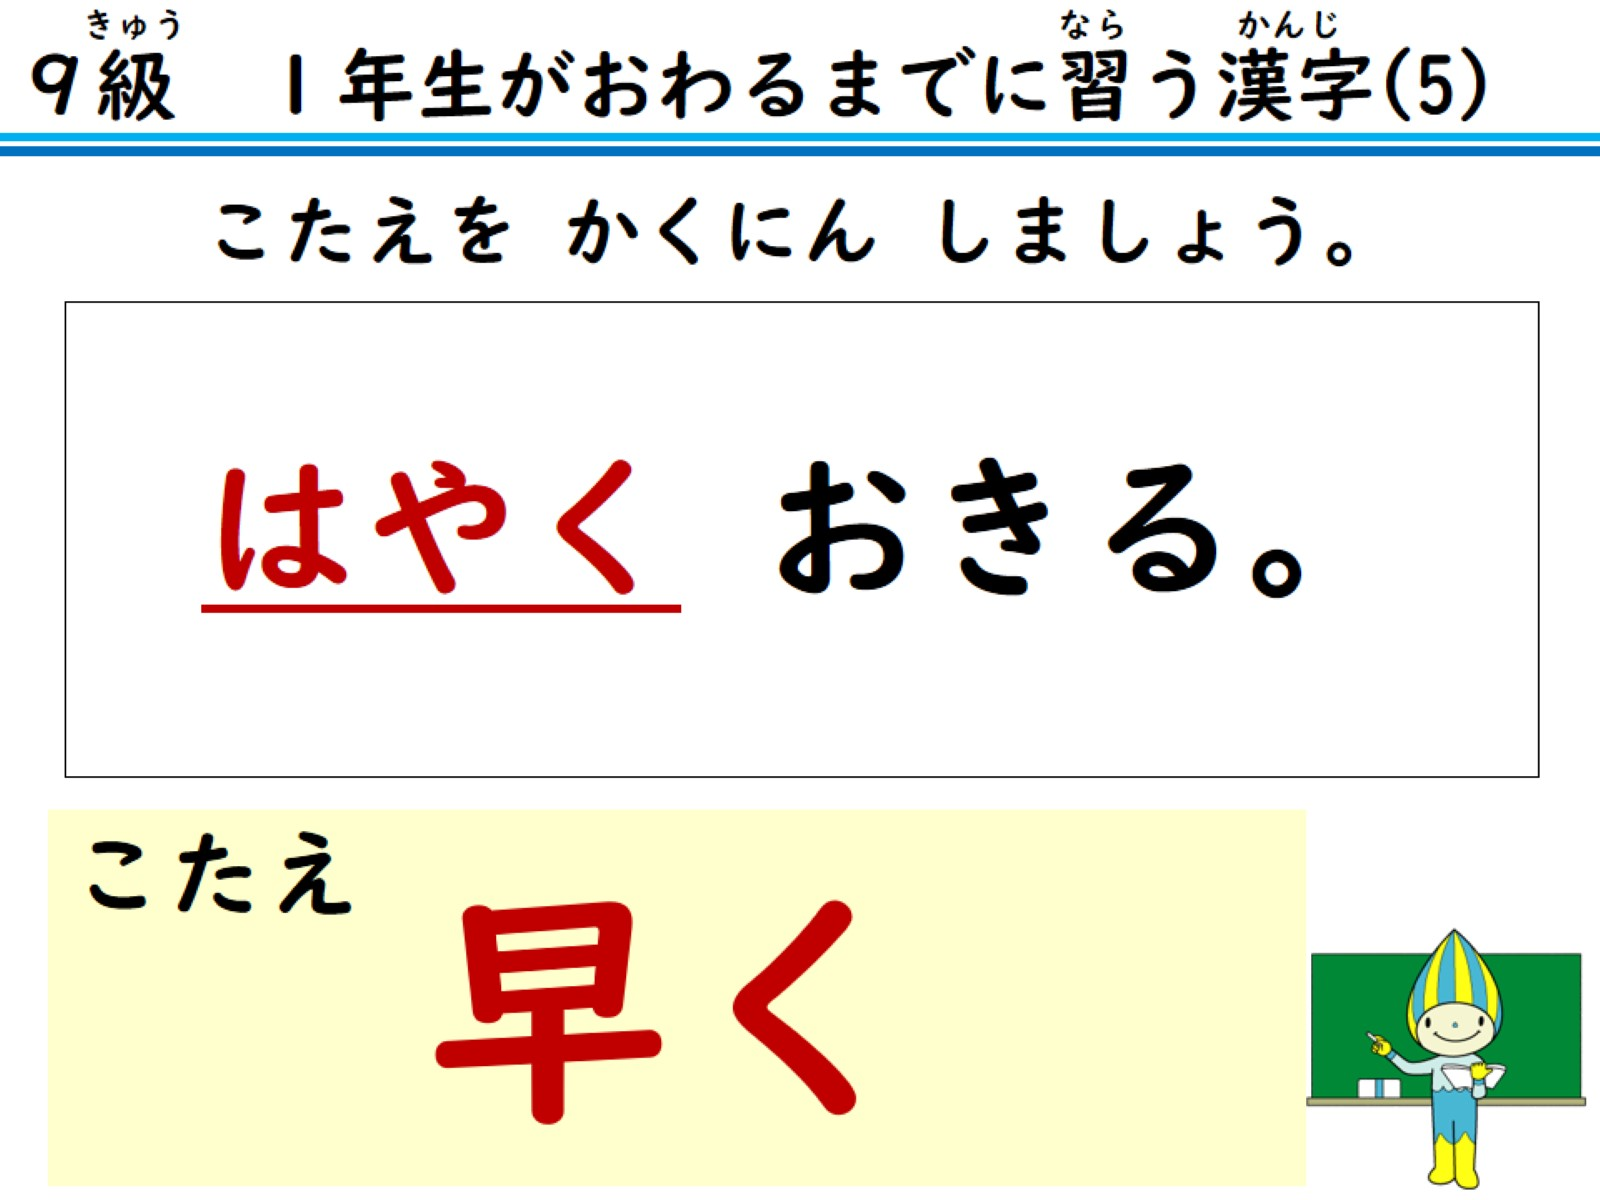 きゅう なら かんじ
9級 1年生がおわるまでに習う漢字(5)
こたえを かくにん しましょう。
はやく おきる。
こたえ
早く